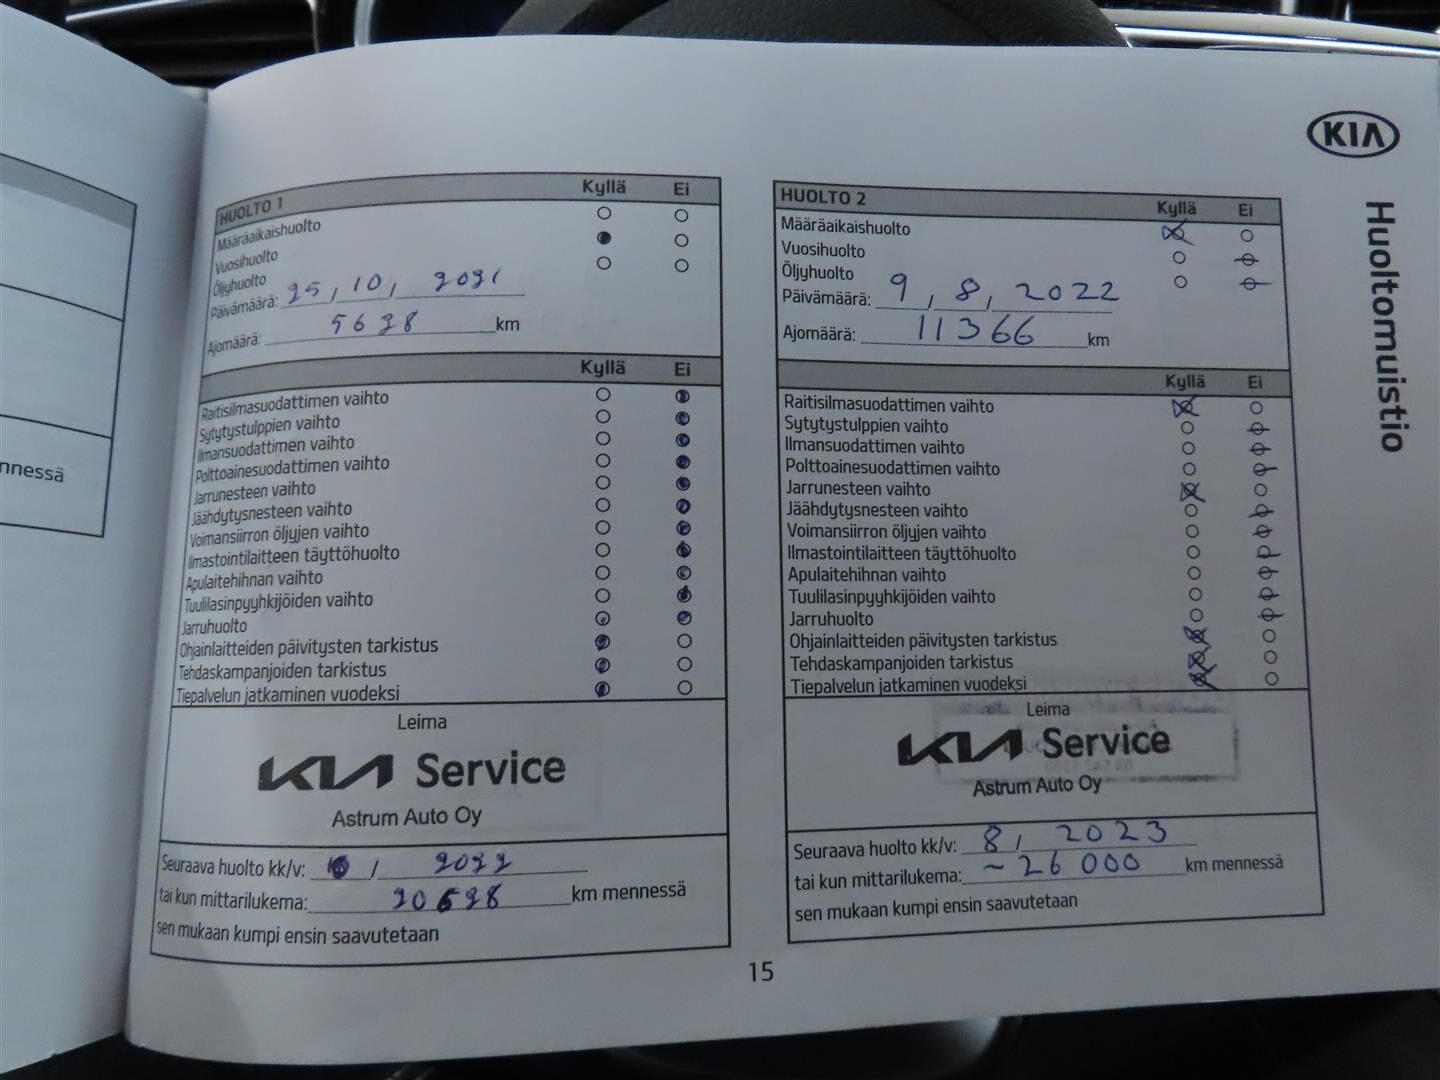 nnessä
KIA
Huoltomuistio
HUOLTO 1 Kyllä Ei
Määräaikaishuolto
Vuosihuolto
Öljyhuolto
Päivämäärä: 25, 10, 2021
Ajomäärä: 5628 km
Kyllä Ei
Raitisilmasuodattimen vaihto
Sytytystulppien vaihto
Ilmansuodattimen vaihto
Polttoainesuodattimen vaihto
Jarrunesteen vaihto
Jäähdytysnesteen vaihto
Voimansiirron öljyjen vaihto
Ilmastointilaitteen täyttöhuolto
Apulaitehihnan vaihto
Tuulilasinpyyhkijöiden vaihto
Jarruhuolto
Ohjainlaitteiden päivitysten tarkistus
Tehdaskampanjoiden tarkistus
Tiepalvelun jatkaminen vuodeksi
Leima
KIA Service
Astrum Auto Oy
Seuraava huolto kk/v: / 2022
tai kun mittarilukema: 20628 km mennessä
sen mukaan kumpi ensin saavutetaan
HUOLTO 2 Kyllä Ei
Määräaikaishuolto
Vuosihuolto
Öljyhuolto
Päivämäärä: 9, 8, 2022
Ajomäärä: 11366 km
Kyllä Ei
Raitisilmasuodattimen vaihto
Sytytystulppien vaihto
Ilmansuodattimen vaihto
Polttoainesuodattimen vaihto
Jarrunesteen vaihto
Jäähdytysnesteen vaihto
Voimansiirron öljyjen vaihto
Ilmastointilaitteen täyttöhuolto
Apulaitehihnan vaihto
Tuulilasinpyyhkijöiden vaihto
Jarruhuolto
Ohjainlaitteiden päivitysten tarkistus
Tehdaskampanjoiden tarkistus
Tiepalvelun jatkaminen vuodeksi
Leima
KIA Service
Astrum Auto Oy
Seuraava huolto kk/v: 8 / 2023
tai kun mittarilukema: ~26 000 km mennessä
sen mukaan kumpi ensin saavutetaan
15